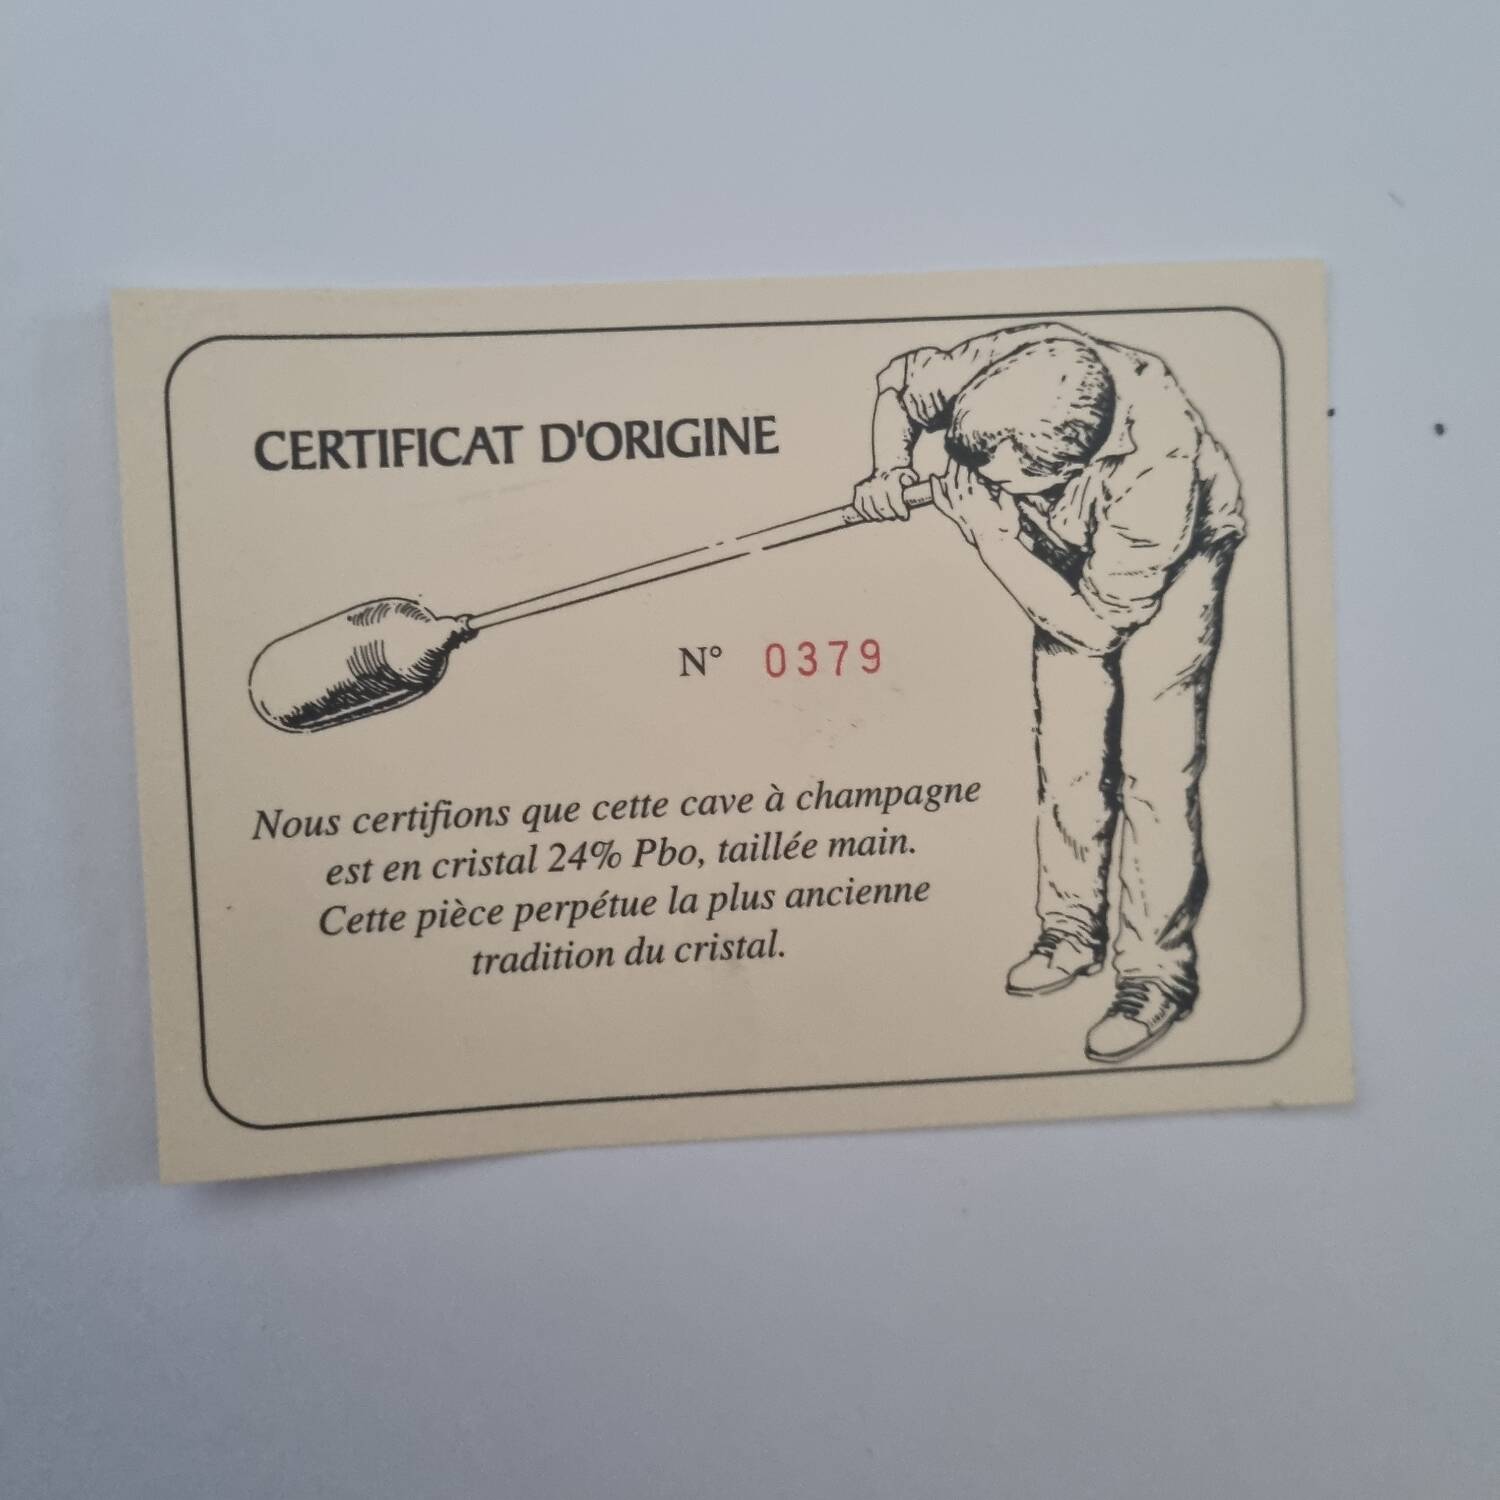 CERTIFICAT D'ORIGINE
N° 0379
Nous certifions que cette cave à champagne
est en cristal 24% Pbo, taillée main.
Cette pièce perpétue la plus ancienne
tradition du cristal.